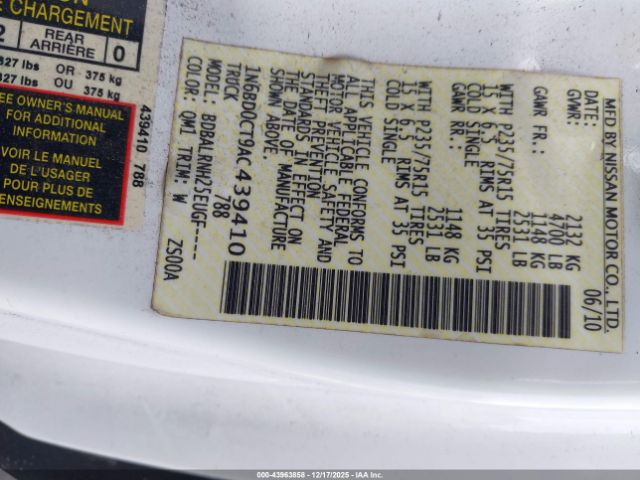 MFD BY NISSAN MOTOR CO., LTD.
DATE: 06/10
GVWR: 2132 KG
4700 LB
GAWR FR.: 1148 KG
2531 LB
WITH P235/75R15 TIRES
15 X 6.5 RIMS AT 35 PSI
COLD SINGLE
GAWR RR.: 1148 KG
2531 LB
WITH P235/75R15 TIRES
15 X 6.5 RIMS AT 35 PSI
COLD SINGLE
THIS VEHICLE CONFORMS TO
ALL APPLICABLE FEDERAL
MOTOR VEHICLE SAFETY AND
THEFT PREVENTION STANDARDS
IN EFFECT ON
THE DATE OF MANUFACTURE
SHOWN ABOVE.
1N6BD0CT9AC439410
TRUCK 788
MODEL: BDBALRNH25EUGF----
COLOR: QM1 TRIM: W ZS00A
ON
E CHARGEMENT
2 REAR ARRIÈRE 0
827 lbs OR 375 kg
827 lbs OU 375 kg
SEE OWNER'S MANUAL
FOR ADDITIONAL
INFORMATION
VOIR LE MANUEL
DE L'USAGER
POUR PLUS DE
RENSEIGNEMENTS
439410 788
000-43963858 - 12/17/2025 - IAA